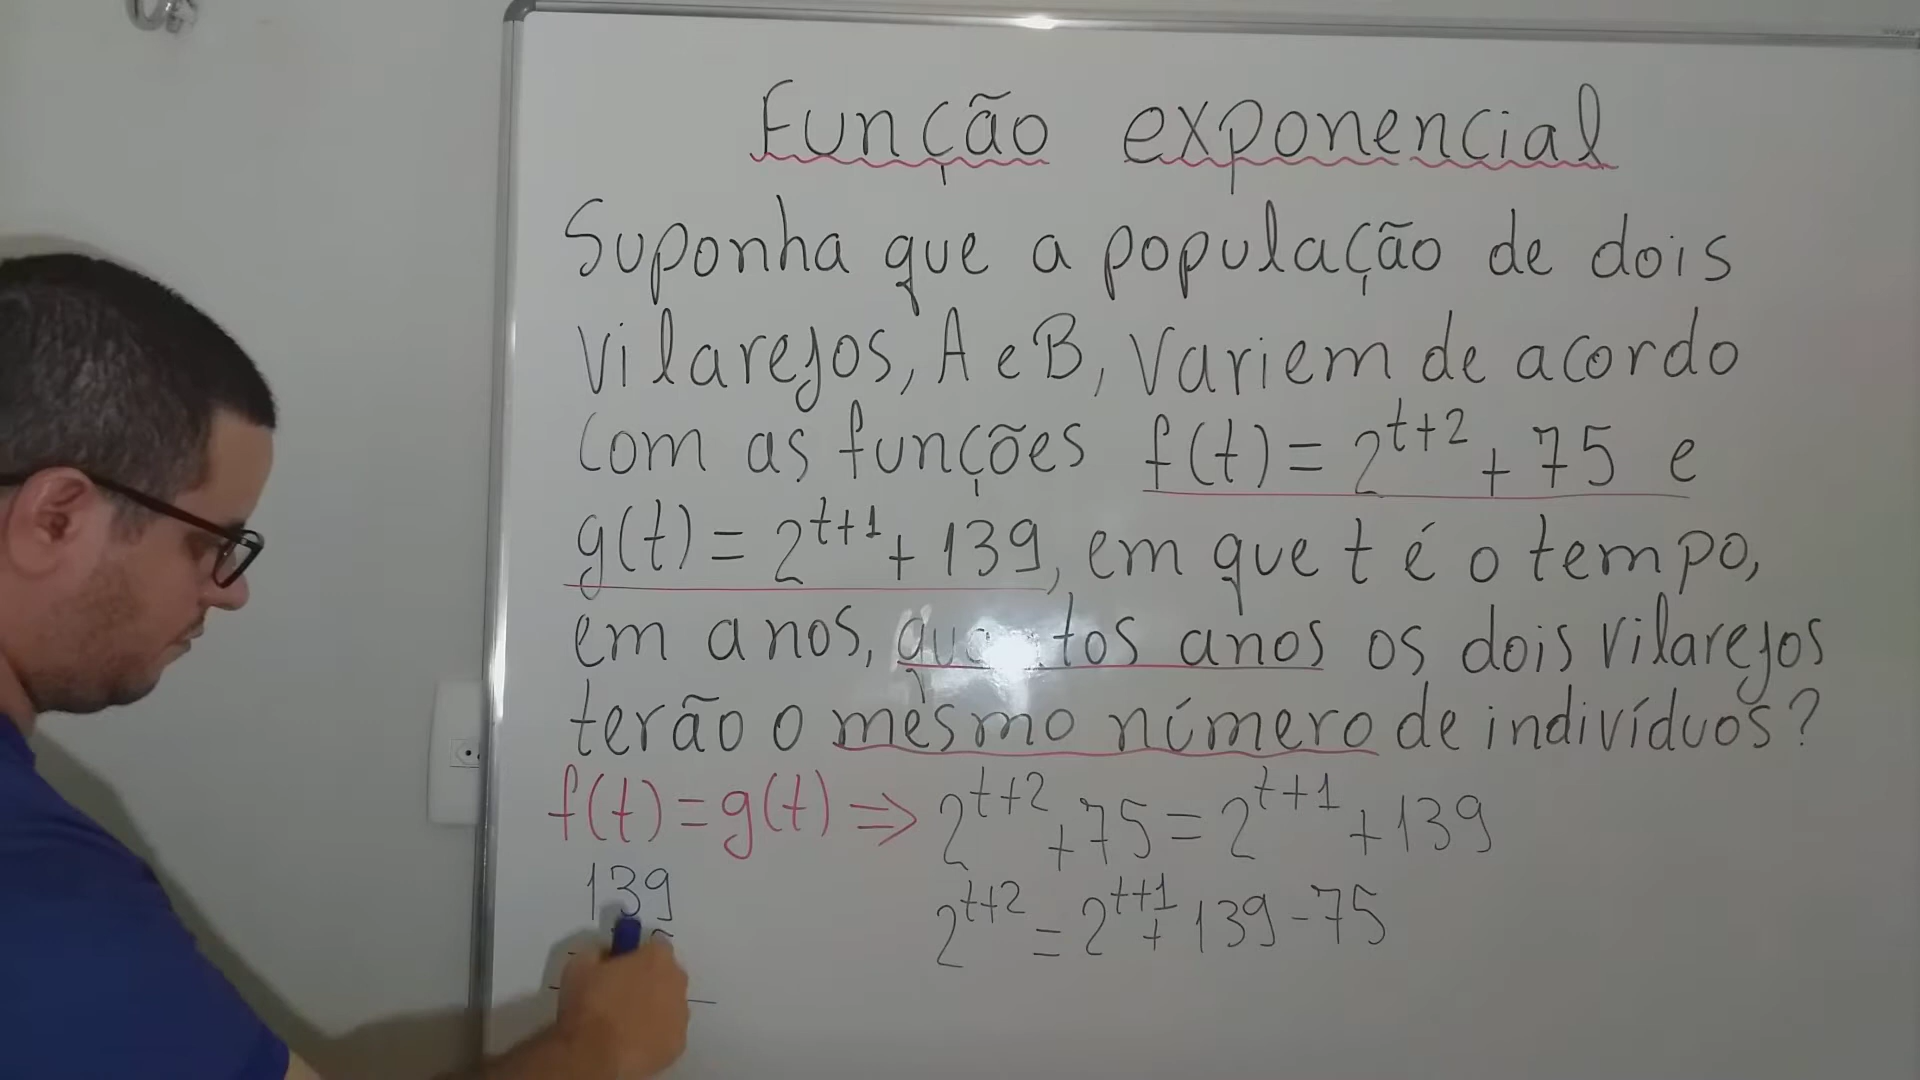 Função exponencial
Suponha que a população de dois
vilarejos, A e B, variem de acordo
com as funções f(t) = 2^{t+2} + 75 e
g(t) = 2^{t+1} + 139, em que t é o tempo,
em anos, quantos anos os dois vilarejos
terão o mesmo número de indivíduos?
f(t) = g(t) ⇒ 2^{t+2} + 75 = 2^{t+1} + 139
139
2^{t+2} = 2^{t+1} + 139 - 75